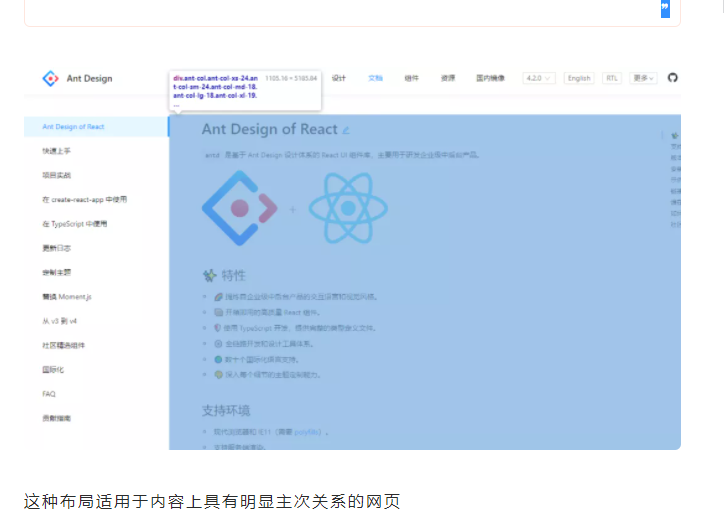 ”
Ant Design
div.ant-col.ant-col-xs-24.an
t-col-sm-24.ant-col-md-18.
ant-col-lg-18.ant-col-xl-19.
...
1105.16 × 5185.84
设计
文档
组件
资源
国内镜像
4.2.0
English
RTL
更多
Ant Design of React
快速上手
项目实战
在 create-react-app 中使用
在 TypeScript 中使用
更新日志
定制主题
替换 Moment.js
从 v3 到 v4
社区精选组件
国际化
FAQ
贡献指南
Ant Design of React
antd 是基于 Ant Design 设计体系的 React UI 组件库，主要用于研发企业级中后台产品。
+
特性
提炼自企业级中后台产品的交互语言和视觉风格。
开箱即用的高质量 React 组件。
使用 TypeScript 开发，提供完整的类型定义文件。
全链路开发和设计工具体系。
数十个国际化语言支持。
深入每个细节的主题定制能力。
支持环境
现代浏览器和 IE11（需要 polyfills）。
支持服务端渲染。
这种布局适用于内容上具有明显主次关系的网页